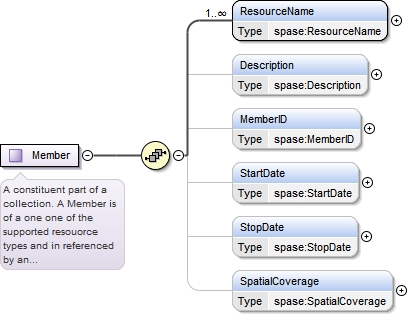 1..∞
ResourceName
Type spase:ResourceName
Description
Type spase:Description
MemberID
Type spase:MemberID
Member
A constituent part of a
collection. A Member is
of a one one of the
supported resouorce
types and in referenced
by an...
StartDate
Type spase:StartDate
StopDate
Type spase:StopDate
SpatialCoverage
Type spase:SpatialCoverage